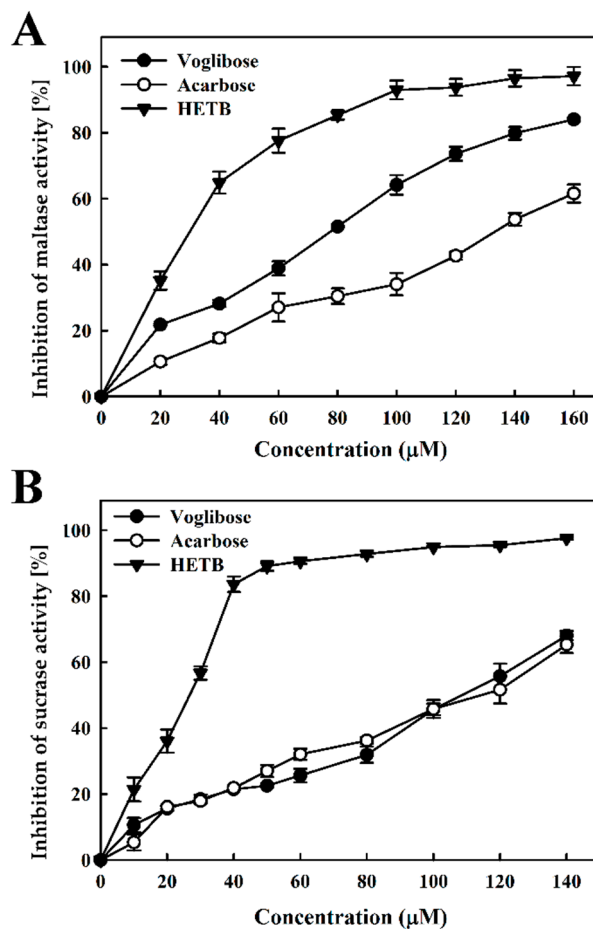 A
Voglibose
Acarbose
HETB
Inhibition of maltase activity [%]
100
80
60
40
20
0
0 20 40 60 80 100 120 140 160
Concentration (μM)
B
Voglibose
Acarbose
HETB
Inhibition of sucrase activity [%]
100
80
60
40
20
0
0 20 40 60 80 100 120 140
Concentration (μM)